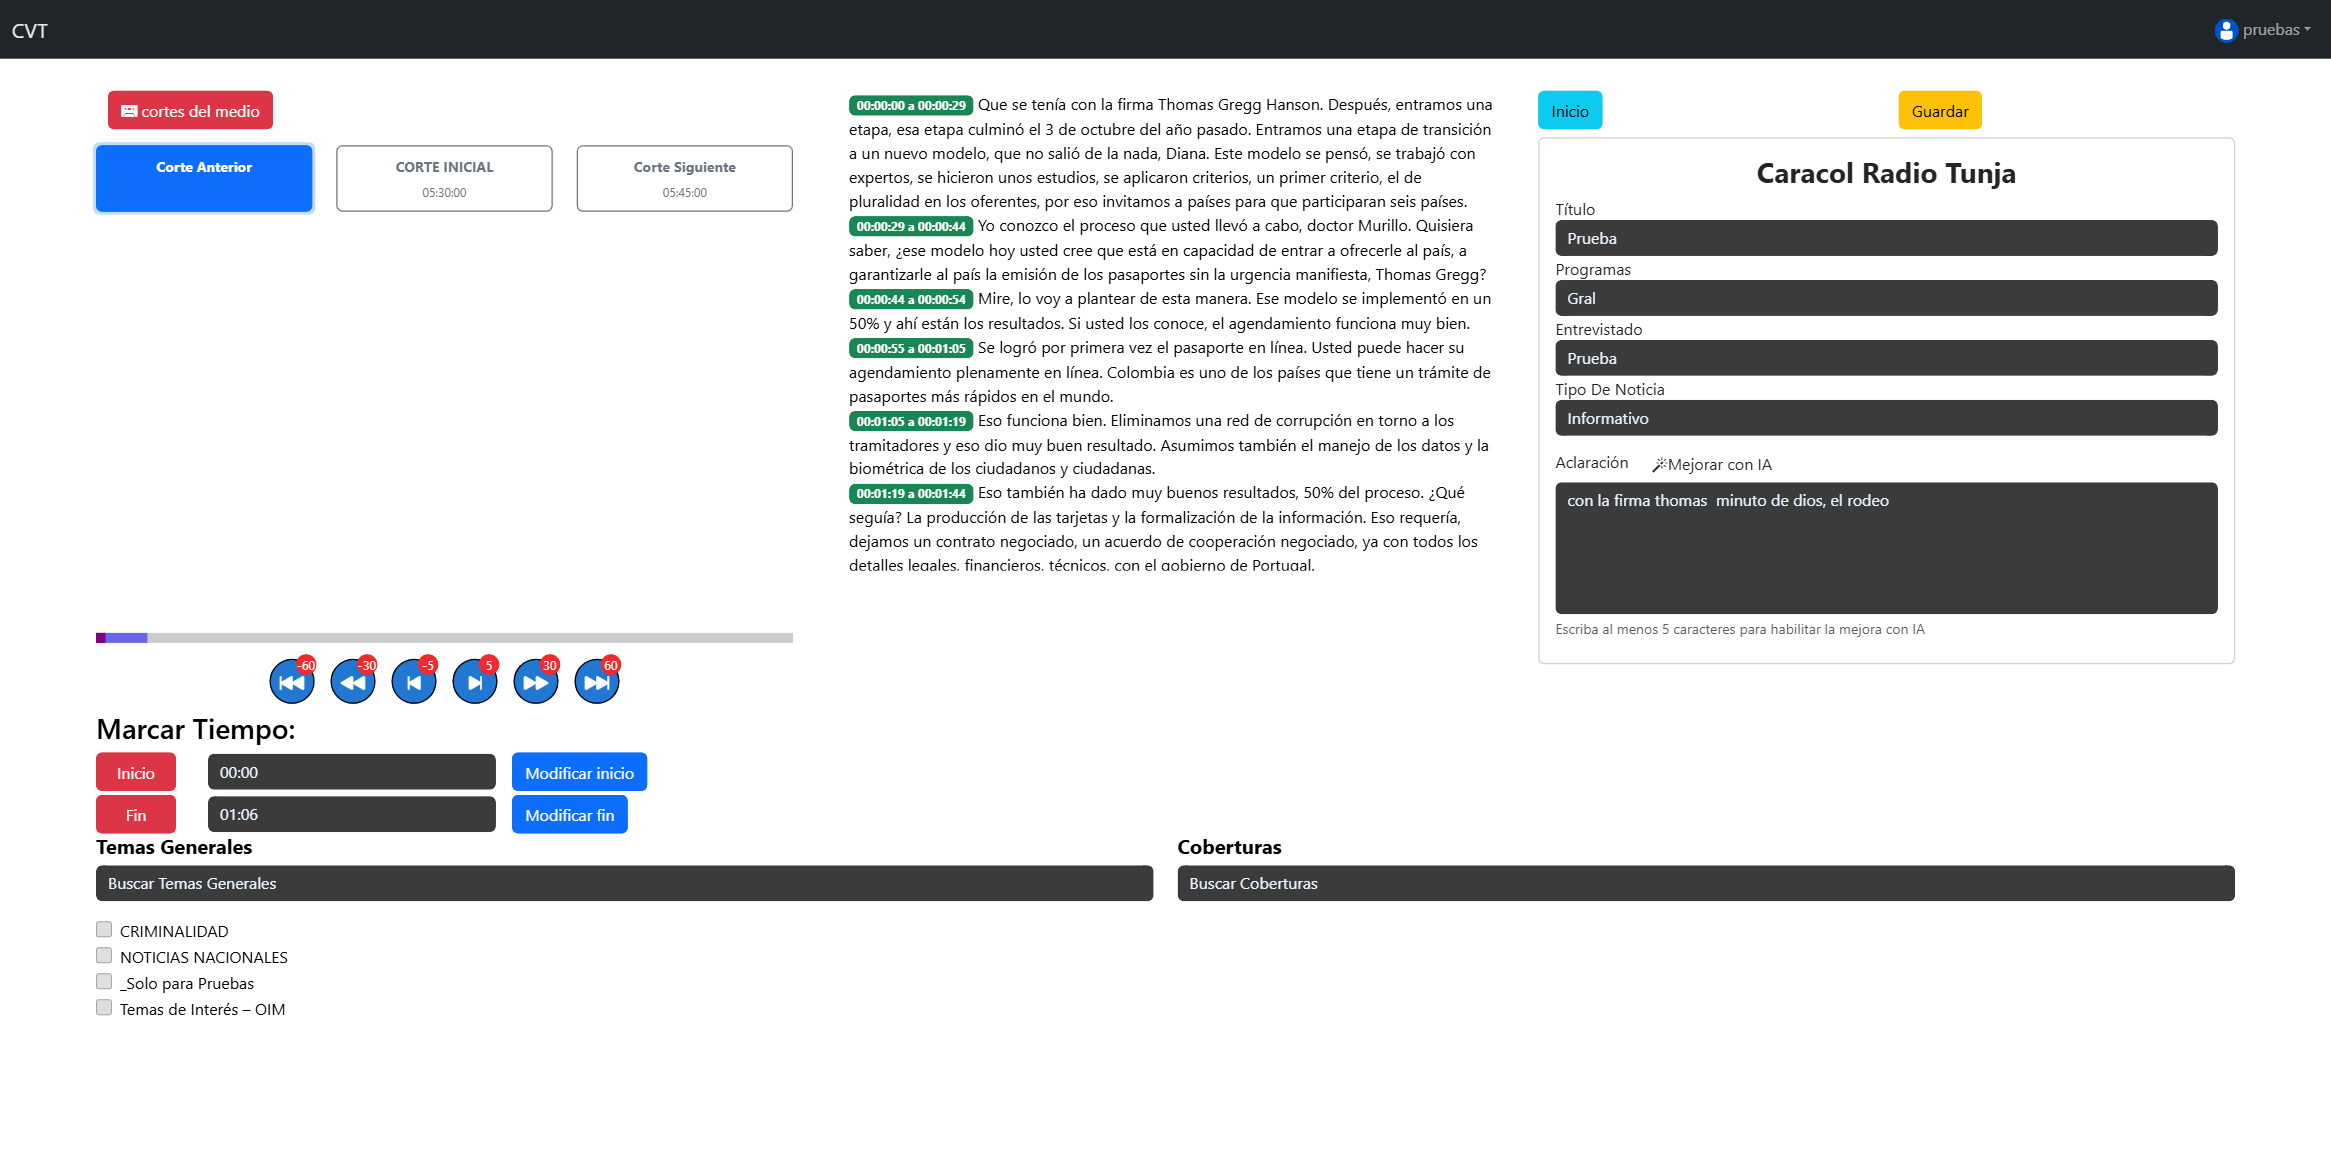 CVT
pruebas
cortes del medio
Corte Anterior
CORTE INICIAL
05:30:00
Corte Siguiente
05:45:00
-60
-30
-5
5
30
60
Marcar Tiempo:
Inicio
00:00
Modificar inicio
Fin
01:06
Modificar fin
00:00:00 a 00:00:29 Que se tenía con la firma Thomas Gregg Hanson. Después, entramos una
etapa, esa etapa culminó el 3 de octubre del año pasado. Entramos una etapa de transición
a un nuevo modelo, que no salió de la nada, Diana. Este modelo se pensó, se trabajó con
expertos, se hicieron unos estudios, se aplicaron criterios, un primer criterio, el de
pluralidad en los oferentes, por eso invitamos a países para que participaran seis países.
00:00:29 a 00:00:44 Yo conozco el proceso que usted llevó a cabo, doctor Murillo. Quisiera
saber, ¿ese modelo hoy usted cree que está en capacidad de entrar a ofrecerle al país, a
garantizarle al país la emisión de los pasaportes sin la urgencia manifiesta, Thomas Gregg?
00:00:44 a 00:00:54 Mire, lo voy a plantear de esta manera. Ese modelo se implementó en un
50% y ahí están los resultados. Si usted los conoce, el agendamiento funciona muy bien.
00:00:55 a 00:01:05 Se logró por primera vez el pasaporte en línea. Usted puede hacer su
agendamiento plenamente en línea. Colombia es uno de los países que tiene un trámite de
pasaportes más rápidos en el mundo.
00:01:05 a 00:01:19 Eso funciona bien. Eliminamos una red de corrupción en torno a los
tramitadores y eso dio muy buen resultado. Asumimos también el manejo de los datos y la
biométrica de los ciudadanos y ciudadanas.
00:01:19 a 00:01:44 Eso también ha dado muy buenos resultados, 50% del proceso. ¿Qué
seguía? La producción de las tarjetas y la formalización de la información. Eso requería,
dejamos un contrato negociado, un acuerdo de cooperación negociado, ya con todos los
detalles legales, financieros, técnicos, con el gobierno de Portugal.
Inicio
Guardar
Caracol Radio Tunja
Título
Prueba
Programas
Gral
Entrevistado
Prueba
Tipo De Noticia
Informativo
Aclaración
Mejorar con IA
con la firma thomas  minuto de dios, el rodeo
Escriba al menos 5 caracteres para habilitar la mejora con IA
Temas Generales
Buscar Temas Generales
CRIMINALIDAD
NOTICIAS NACIONALES
_Solo para Pruebas
Temas de Interés – OIM
Coberturas
Buscar Coberturas